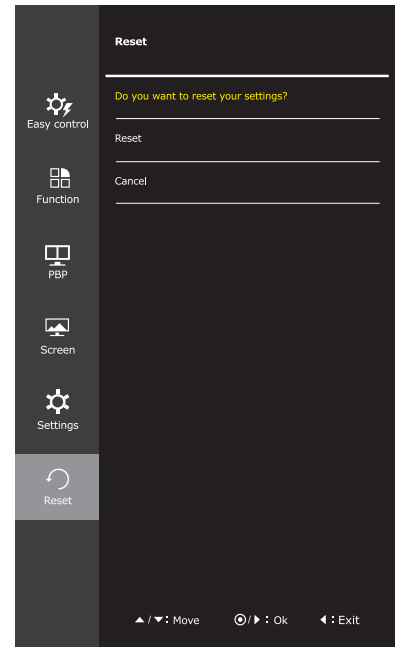 Reset
Do you want to reset your settings?
Reset
Cancel
Easy control
Function
PBP
Screen
Settings
Reset
▲/▼: Move ⦿/▶: Ok ◀: Exit